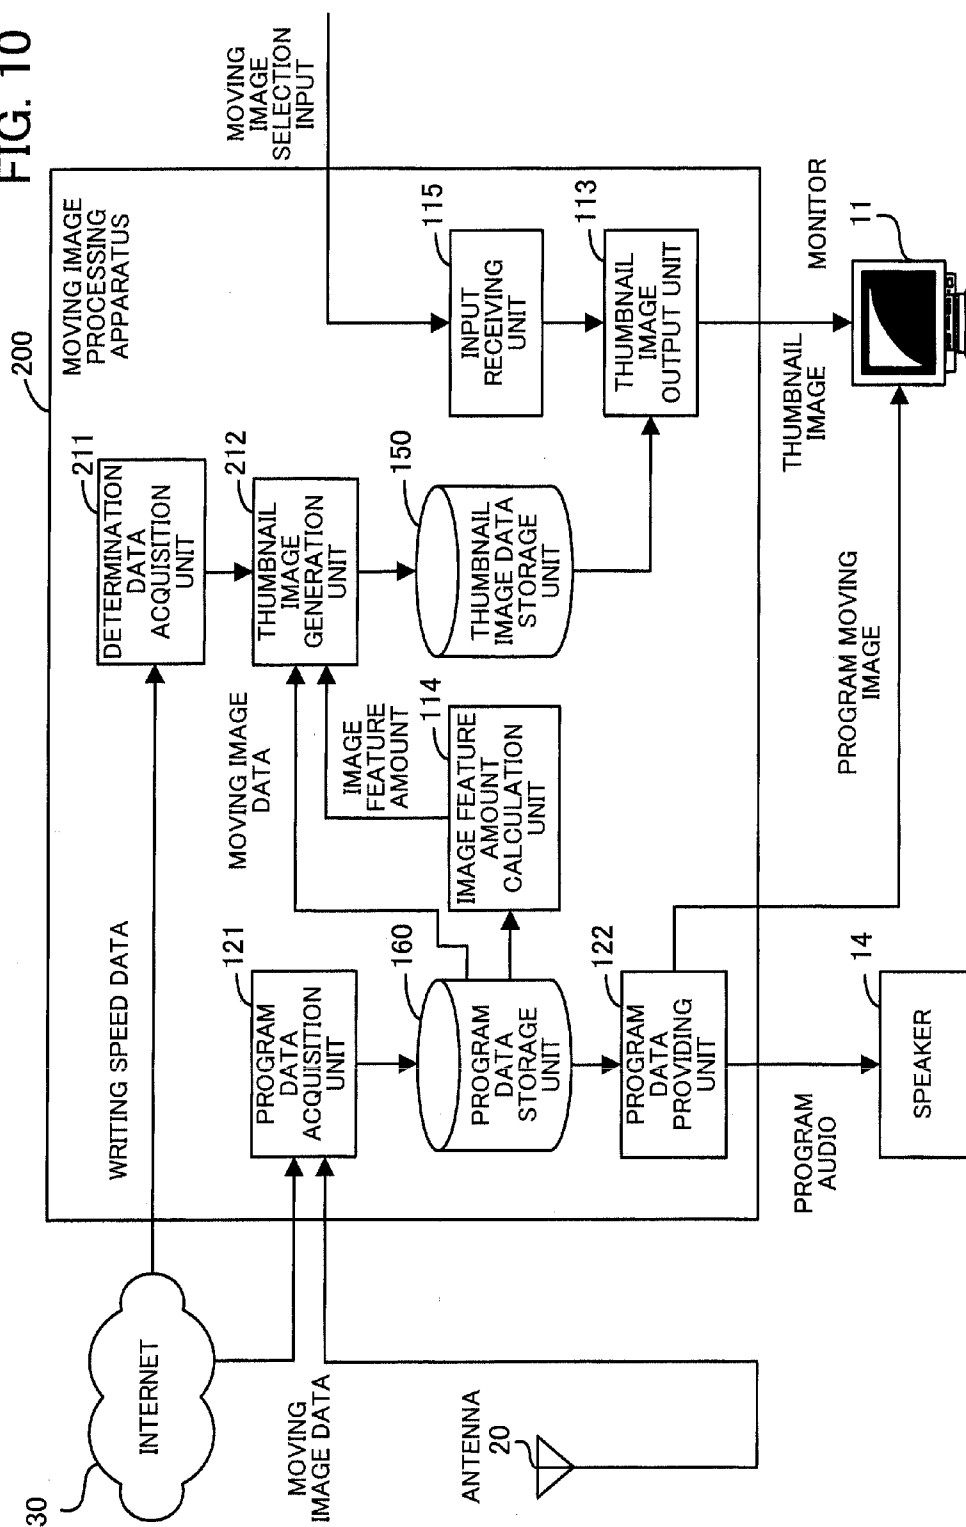 FIG. 10
200
MOVING IMAGE
PROCESSING
APPARATUS
MOVING
IMAGE
SELECTION
INPUT
30
INTERNET
WRITING SPEED DATA
211
DETERMINATION
DATA
ACQUISITION
UNIT
MOVING
IMAGE DATA
121
PROGRAM
DATA
ACQUISITION
UNIT
MOVING IMAGE
DATA
IMAGE
FEATURE
AMOUNT
212
THUMBNAIL
IMAGE
GENERATION
UNIT
160
PROGRAM
DATA
STORAGE
UNIT
114
IMAGE FEATURE
AMOUNT
CALCULATION
UNIT
150
THUMBNAIL
IMAGE DATA
STORAGE
UNIT
115
INPUT
RECEIVING
UNIT
ANTENNA
20
122
PROGRAM
DATA
PROVIDING
UNIT
113
THUMBNAIL
IMAGE
OUTPUT UNIT
PROGRAM
AUDIO
14
SPEAKER
PROGRAM MOVING
IMAGE
THUMBNAIL
IMAGE
MONITOR
11